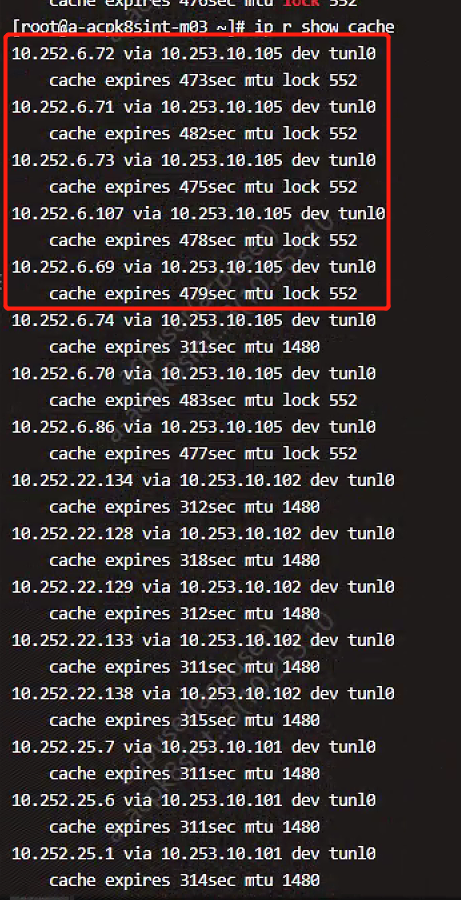 cache expires 476sec mtu lock 552
[root@a-acpk8sint-m03 ~]# ip r show cache
10.252.6.72 via 10.253.10.105 dev tunl0
cache expires 473sec mtu lock 552
10.252.6.71 via 10.253.10.105 dev tunl0
cache expires 482sec mtu lock 552
10.252.6.73 via 10.253.10.105 dev tunl0
cache expires 475sec mtu lock 552
10.252.6.107 via 10.253.10.105 dev tunl0
cache expires 478sec mtu lock 552
10.252.6.69 via 10.253.10.105 dev tunl0
cache expires 479sec mtu lock 552
10.252.6.74 via 10.253.10.105 dev tunl0
cache expires 311sec mtu 1480
10.252.6.70 via 10.253.10.105 dev tunl0
cache expires 483sec mtu lock 552
10.252.6.86 via 10.253.10.105 dev tunl0
cache expires 477sec mtu lock 552
10.252.22.134 via 10.253.10.102 dev tunl0
cache expires 312sec mtu 1480
10.252.22.128 via 10.253.10.102 dev tunl0
cache expires 318sec mtu 1480
10.252.22.129 via 10.253.10.102 dev tunl0
cache expires 312sec mtu 1480
10.252.22.133 via 10.253.10.102 dev tunl0
cache expires 311sec mtu 1480
10.252.22.138 via 10.253.10.102 dev tunl0
cache expires 315sec mtu 1480
10.252.25.7 via 10.253.10.101 dev tunl0
cache expires 311sec mtu 1480
10.252.25.6 via 10.253.10.101 dev tunl0
cache expires 311sec mtu 1480
10.252.25.1 via 10.253.10.101 dev tunl0
cache expires 314sec mtu 1480